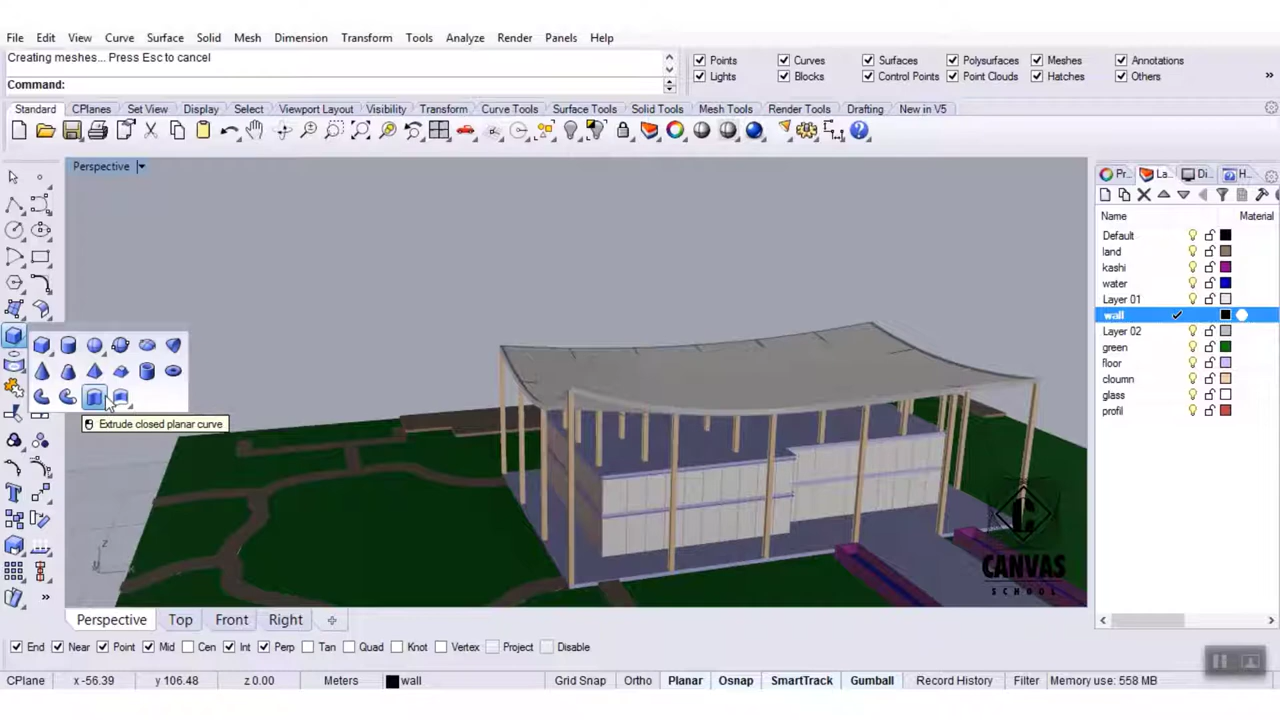 File Edit View Curve Surface Solid Mesh Dimension Transform Tools Analyze Render Panels Help
Creating meshes... Press Esc to cancel
Command:
Points Curves Surfaces Polysurfaces Meshes Annotations
Lights Blocks Control Points Point Clouds Hatches Others
Standard CPlanes Set View Display Select Viewport Layout Visibility Transform Curve Tools Surface Tools Solid Tools Mesh Tools Render Tools Drafting New in V5
Perspective
Pr... La... Di... H...
Name Material
Default
land
kashi
water
Layer 01
wall
Layer 02
green
floor
cloumn
glass
profil
Extrude closed planar curve
z
CANVAS
SCHOOL
Perspective Top Front Right
End Near Point Mid Cen Int Perp Tan Quad Knot Vertex Project Disable
CPlane x -56.39 y 106.48 z 0.00 Meters wall Grid Snap Ortho Planar Osnap SmartTrack Gumball Record History Filter Memory use: 558 MB